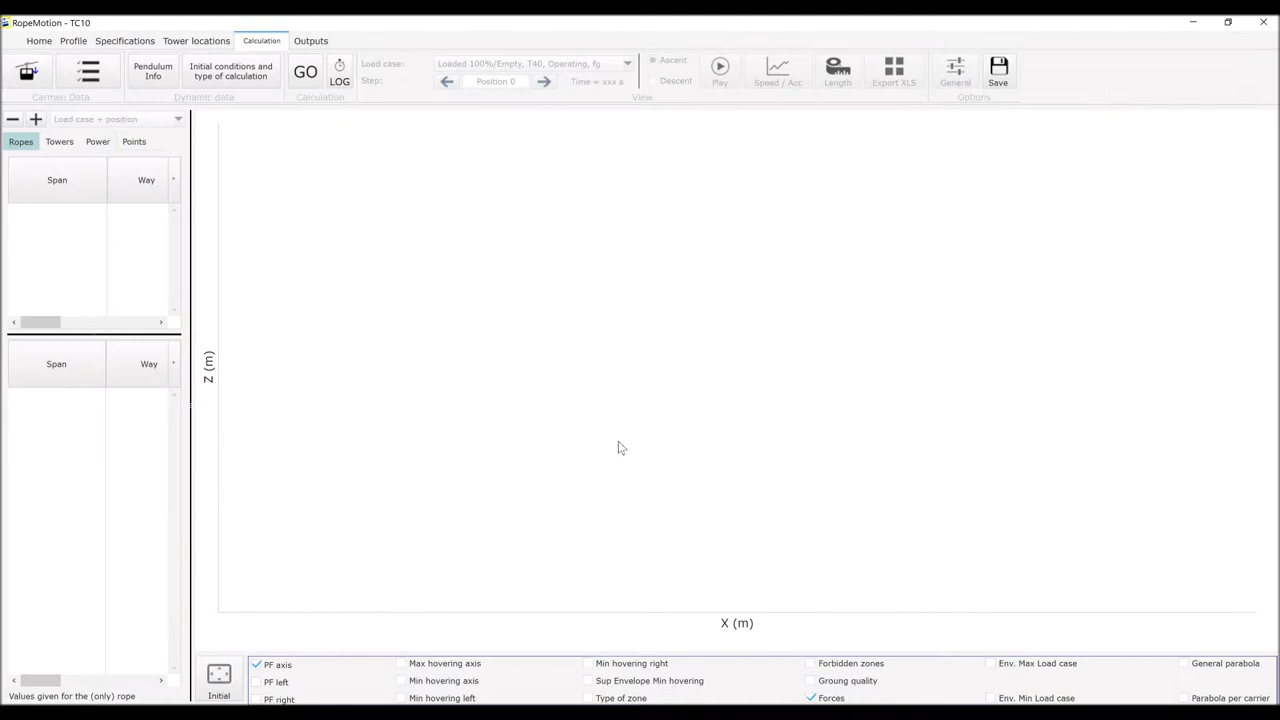 RopeMotion - TC10
Home Profile Specifications Tower locations Calculation Outputs
Pendulum Info
Initial conditions and type of calculation
GO
LOG
Load case: Loaded 100%/Empty, T40, Operating, fg
Step: Position 0 Time = xxx s
Ascent
Descent
Play
Speed / Acc
Length
Export XLS
General
Save
Carmen Data Dynamic data Calculation View Options
Load case + position
Ropes Towers Power Points
Span Way
Span Way
Values given for the (only) rope
Z (m)
X (m)
Initial
PF axis Max hovering axis Min hovering right Forbidden zones Env. Max Load case General parabola
PF left Min hovering axis Sup Envelope Min hovering Groung quality
PF right Min hovering left Type of zone Forces Env. Min Load case Parabola per carrier